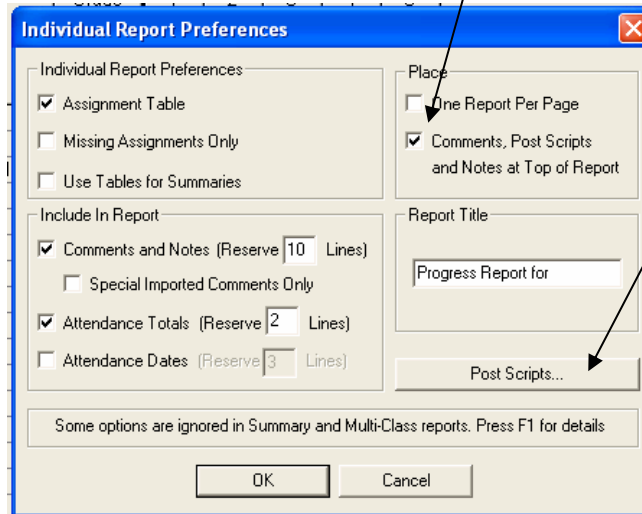 Individual Report Preferences
Individual Report Preferences
Assignment Table
Missing Assignments Only
Use Tables for Summaries
Place
One Report Per Page
Comments, Post Scripts
and Notes at Top of Report
Include In Report
Comments and Notes (Reserve 10 Lines)
Special Imported Comments Only
Attendance Totals (Reserve 2 Lines)
Attendance Dates (Reserve 3 Lines)
Report Title
Progress Report for
Post Scripts...
Some options are ignored in Summary and Multi-Class reports. Press F1 for details
OK Cancel